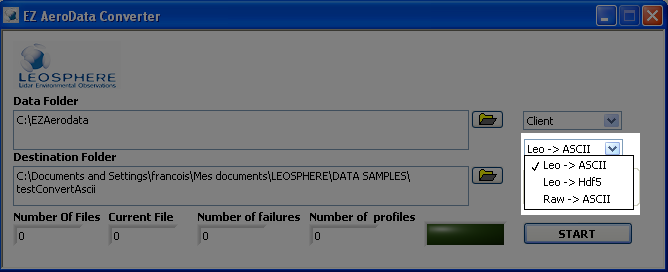 EZ AeroData Converter
LEOSPHERE
Lidar Environmental Observations
Data Folder
C:\EZAerodata
Client
Leo -> ASCII
Leo -> ASCII
Leo -> Hdf5
Raw -> ASCII
Destination Folder
C:\Documents and Settings\francois\Mes documents\LEOSPHERE\DATA SAMPLES\
testConvertAscii
Number Of Files
Current File
Number of failures
Number of profiles
0
0
0
0
START